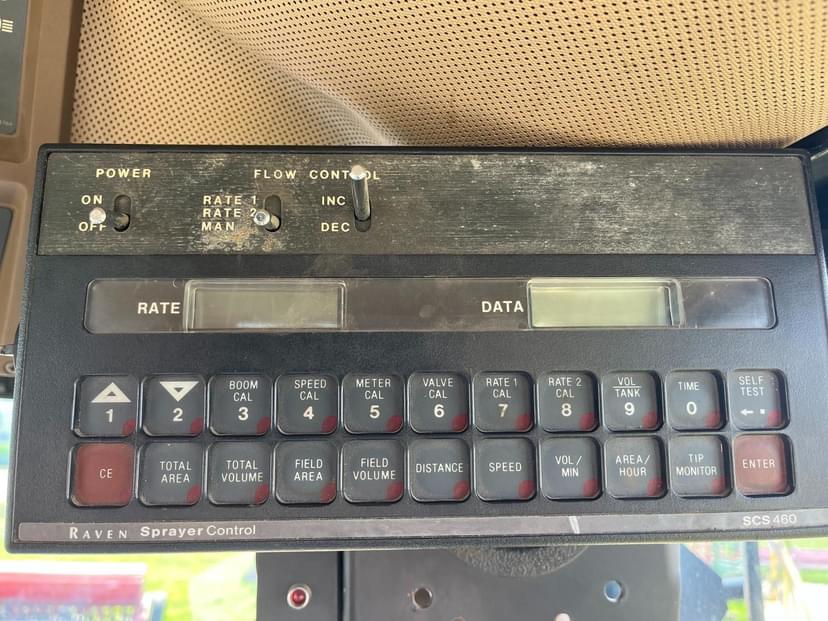 POWER
ON
OFF
FLOW CONTROL
RATE 1
RATE 2
MAN
INC
DEC
RATE
DATA
1
2
BOOM CAL 3
SPEED CAL 4
METER CAL 5
VALVE CAL 6
RATE 1 CAL 7
RATE 2 CAL 8
VOL TANK 9
TIME 0
SELF TEST
CE
TOTAL AREA
TOTAL VOLUME
FIELD AREA
FIELD VOLUME
DISTANCE
SPEED
VOL / MIN
AREA / HOUR
TIP MONITOR
ENTER
RAVEN Sprayer Control
SCS 460